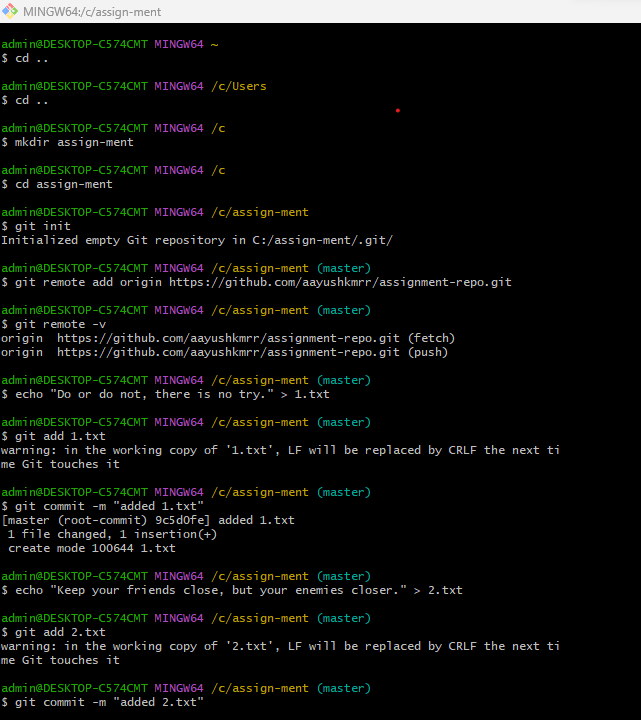 MINGW64:/c/assign-ment
admin@DESKTOP-C574CMT MINGW64 ~
$ cd ..
admin@DESKTOP-C574CMT MINGW64 /c/Users
$ cd ..
admin@DESKTOP-C574CMT MINGW64 /c
$ mkdir assign-ment
admin@DESKTOP-C574CMT MINGW64 /c
$ cd assign-ment
admin@DESKTOP-C574CMT MINGW64 /c/assign-ment
$ git init
Initialized empty Git repository in C:/assign-ment/.git/
admin@DESKTOP-C574CMT MINGW64 /c/assign-ment (master)
$ git remote add origin https://github.com/aayushkmrr/assignment-repo.git
admin@DESKTOP-C574CMT MINGW64 /c/assign-ment (master)
$ git remote -v
origin  https://github.com/aayushkmrr/assignment-repo.git (fetch)
origin  https://github.com/aayushkmrr/assignment-repo.git (push)
admin@DESKTOP-C574CMT MINGW64 /c/assign-ment (master)
$ echo "Do or do not, there is no try." > 1.txt
admin@DESKTOP-C574CMT MINGW64 /c/assign-ment (master)
$ git add 1.txt
warning: in the working copy of '1.txt', LF will be replaced by CRLF the next ti
me Git touches it
admin@DESKTOP-C574CMT MINGW64 /c/assign-ment (master)
$ git commit -m "added 1.txt"
[master (root-commit) 9c5d0fe] added 1.txt
 1 file changed, 1 insertion(+)
 create mode 100644 1.txt
admin@DESKTOP-C574CMT MINGW64 /c/assign-ment (master)
$ echo "Keep your friends close, but your enemies closer." > 2.txt
admin@DESKTOP-C574CMT MINGW64 /c/assign-ment (master)
$ git add 2.txt
warning: in the working copy of '2.txt', LF will be replaced by CRLF the next ti
me Git touches it
admin@DESKTOP-C574CMT MINGW64 /c/assign-ment (master)
$ git commit -m "added 2.txt"